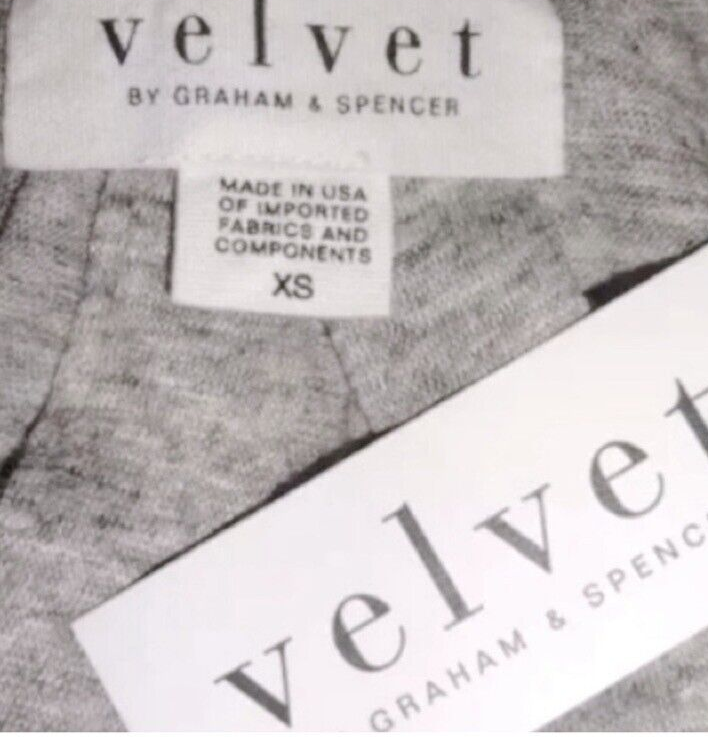 velvet
BY GRAHAM & SPENCER
MADE IN USA
OF IMPORTED
FABRICS AND
COMPONENTS
XS
velvet
GRAHAM & SPENC